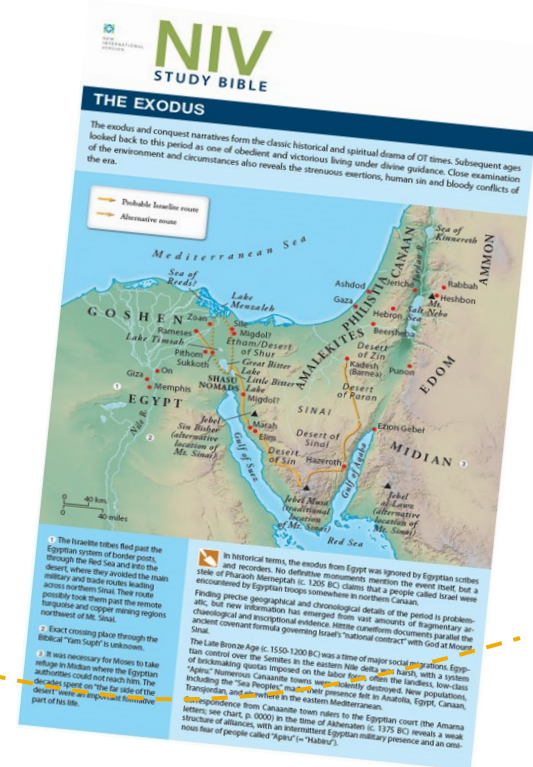 NEW
INTERNATIONAL
VERSION
NIV
STUDY BIBLE
THE EXODUS
The exodus and conquest narratives form the classic historical and spiritual drama of OT times. Subsequent ages
looked back to this period as one of obedient and victorious living under divine guidance. Close examination
of the environment and circumstances also reveals the strenuous exertions, human sin and bloody conflicts of
the era.
Probable Israelite route
Alternative route
Mediterranean Sea
Sea of
Kinnereth
AMMON
CANAAN
Jordan R.
Jericho
Rabbah
Heshbon
Mt.
Nebo
Ashdod
Gaza
PHILISTIA
Hebron
Salt
Sea
Beersheba
AMALEKITES
Sea of
Reeds?
Lake
Menzaleh
GOSHEN
Zoan
Rameses
Sile
Migdol?
Lake Timsah
Etham/Desert
of Shur
Pithom
Sukkoth
Great Bitter
Lake
Little Bitter
Lake
SHASU
NOMADS
Migdol?
Desert
of Zin
Kadesh
(Barnea)
Punon
EDOM
Desert
of Paran
Giza
On
Memphis
1
EGYPT
Nile R.
2
SINAI
Jebel
Sin Bisher
(alternative
location of
Mt. Sinai)
Marah
Elim
Desert of
Sinai
Ezion Geber
MIDIAN
3
Gulf of Suez
Desert
of Sin
Hazeroth
Gulf of Aqaba
Jebel Musa
(traditional
location
of Mt. Sinai)
Jebel
al-Lawz
(alternative
location of
Mt. Sinai)
Red Sea
0 40 km.
0 40 miles
1 The Israelite tribes fled past the
Egyptian system of border posts,
through the Red Sea and into the
desert, where they avoided the main
military and trade routes leading
across northern Sinai. Their route
possibly took them past the remote
turquoise and copper mining regions
northwest of Mt. Sinai.
2 Exact crossing place through the
Biblical "Yam Suph" is unknown.
3 It was necessary for Moses to take
refuge in Midian where the Egyptian
authorities could not reach him. The
decades spent on "the far side of the
desert" were an important formative
part of his life.
In historical terms, the exodus from Egypt was ignored by Egyptian scribes
and recorders. No definitive monuments mention the event itself, but a
stele of Pharaoh Merneptah (c. 1205 BC) claims that a people called Israel were
encountered by Egyptian troops somewhere in northern Canaan.
Finding precise geographical and chronological details of the period is problem-
atic, but new information has emerged from vast amounts of fragmentary ar-
chaeological and inscriptional evidence. Hittite cuneiform documents parallel the
ancient covenant formula governing Israel's "national contract" with God at Mount
Sinai.
The Late Bronze Age (c. 1550-1200 BC) was a time of major social migrations. Egyp-
tian control over the Semites in the eastern Nile delta was harsh, with a system
of brickmaking quotas imposed on the labor force, often the landless, low-class
"Apiru." Numerous Canaanite towns were violently destroyed. New populations,
including the "Sea Peoples," made their presence felt in Anatolia, Egypt, Canaan,
Transjordan, and elsewhere in the eastern Mediterranean.
Correspondence from Canaanite town rulers to the Egyptian court (the Amarna
letters; see chart, p. 0000) in the time of Akhenaten (c. 1375 BC) reveals a weak
structure of alliances, with an intermittent Egyptian military presence and an omi-
nous fear of people called "Apiru" (= "Habiru").